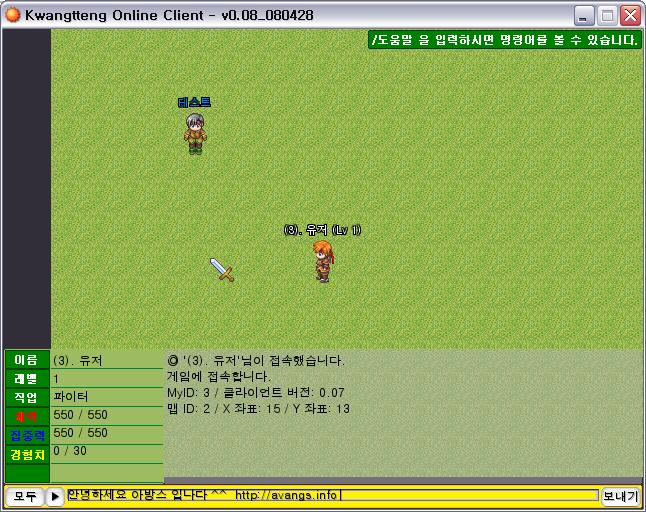 Kwangtteng Online Client - v0.08_080428
/도움말 을 입력하시면 명령어를 볼 수 있습니다.
테스트
(3). 유저 (Lv 1)
이름 (3). 유저
레벨 1
직업 파이터
체력 550 / 550
집중력 550 / 550
경험치 0 / 30
◎ '(3). 유저'님이 접속했습니다.
게임에 접속합니다.
MyID: 3 / 클라이언트 버전: 0.07
맵 ID: 2 / X 좌표: 15 / Y 좌표: 13
모두 안녕하세요 아방스 입니다 ^^ http://avangs.info 보내기